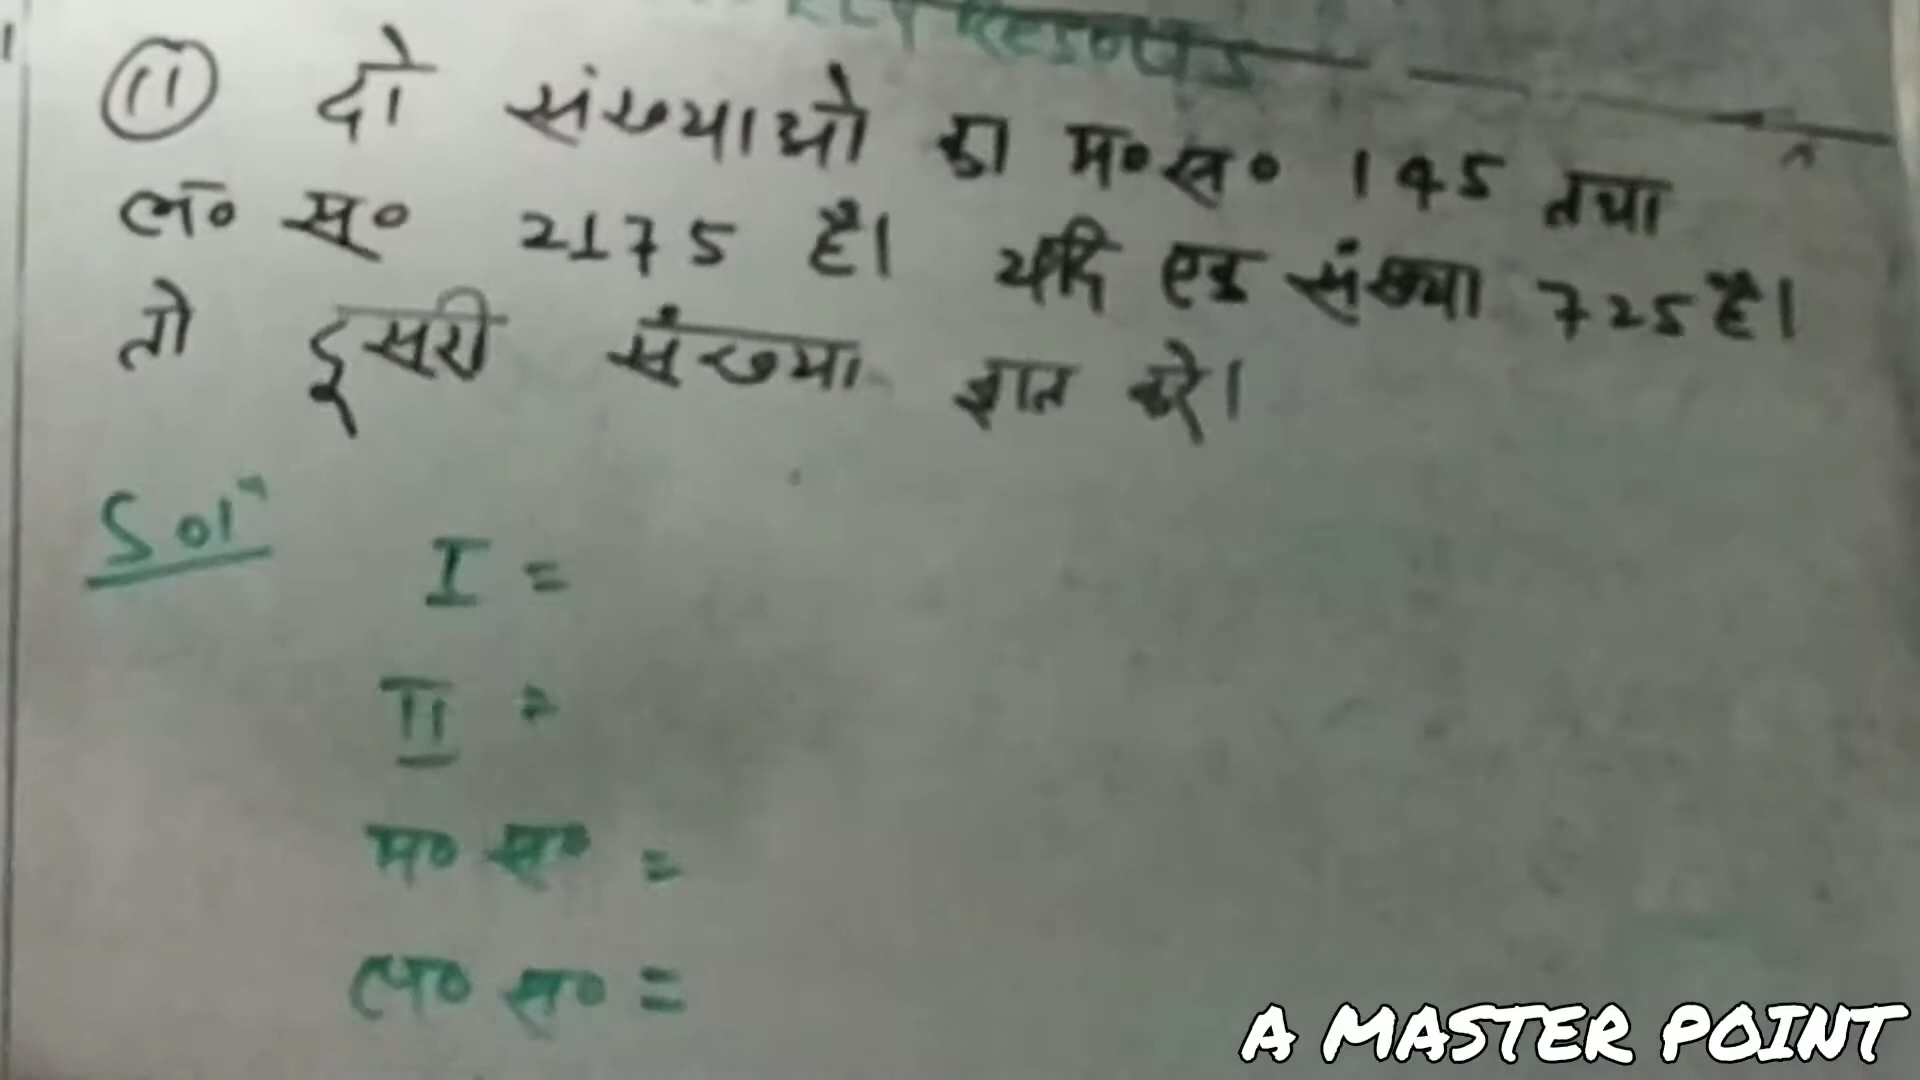 (11) दो संख्याओ का म० स० 145 तथा
ल० स० 2175 है। यदि एक संख्या 725 है।
तो दूसरी संख्या ज्ञात करे।
Solⁿ
I =
II =
म० स० =
ल० स० =
A MASTER POINT